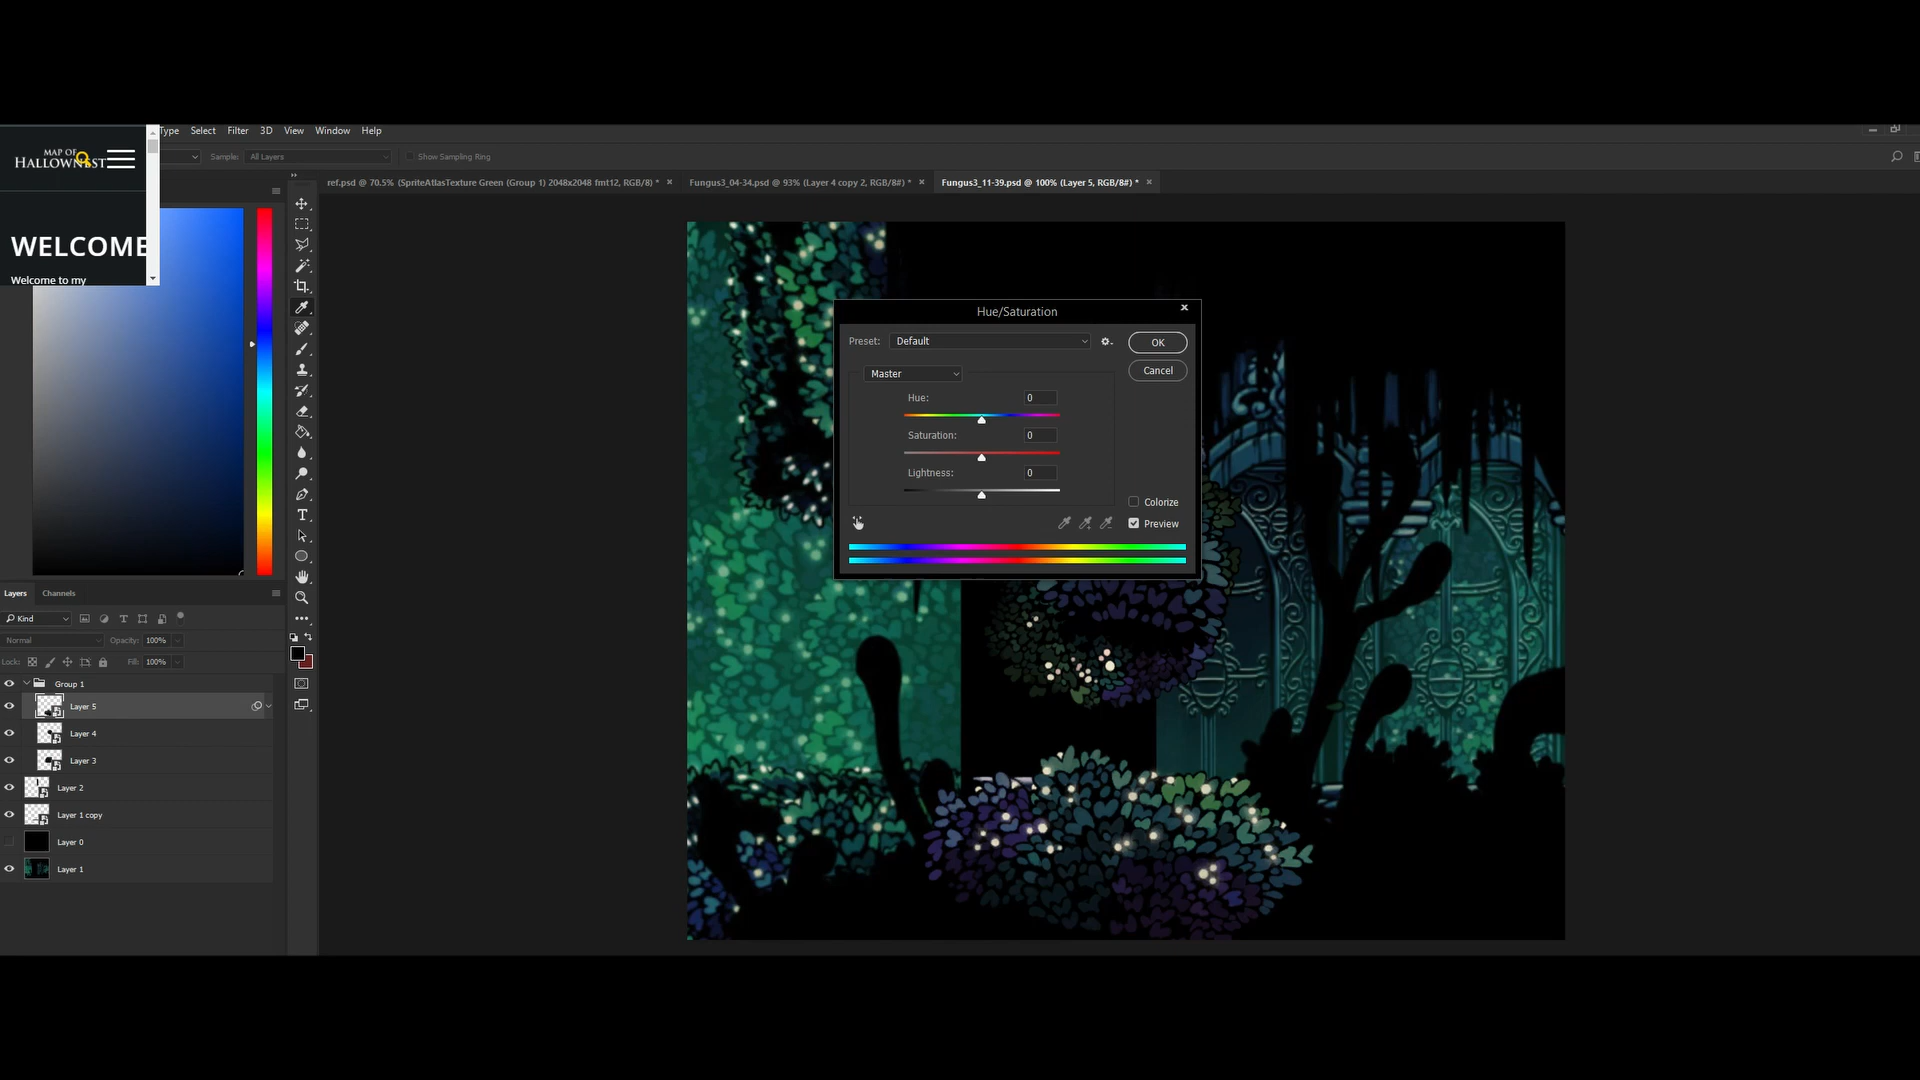 Type Select Filter 3D View Window Help
MAP OF
HALLOWNEST
Sample: All Layers Show Sampling Ring
ref.psd @ 70.5% (SpriteAtlasTexture Green (Group 1) 2048x2048 fmt12, RGB/8) *
Fungus3_04-34.psd @ 93% (Layer 4 copy 2, RGB/8#) *
Fungus3_11-39.psd @ 100% (Layer 5, RGB/8#) *
WELCOME
Welcome to my
Hue/Saturation
Preset: Default
OK
Cancel
Master
Hue: 0
Saturation: 0
Lightness: 0
Colorize
Preview
Layers Channels
Kind
Normal Opacity: 100%
Lock: Fill: 100%
Group 1
Layer 5
Layer 4
Layer 3
Layer 2
Layer 1 copy
Layer 0
Layer 1